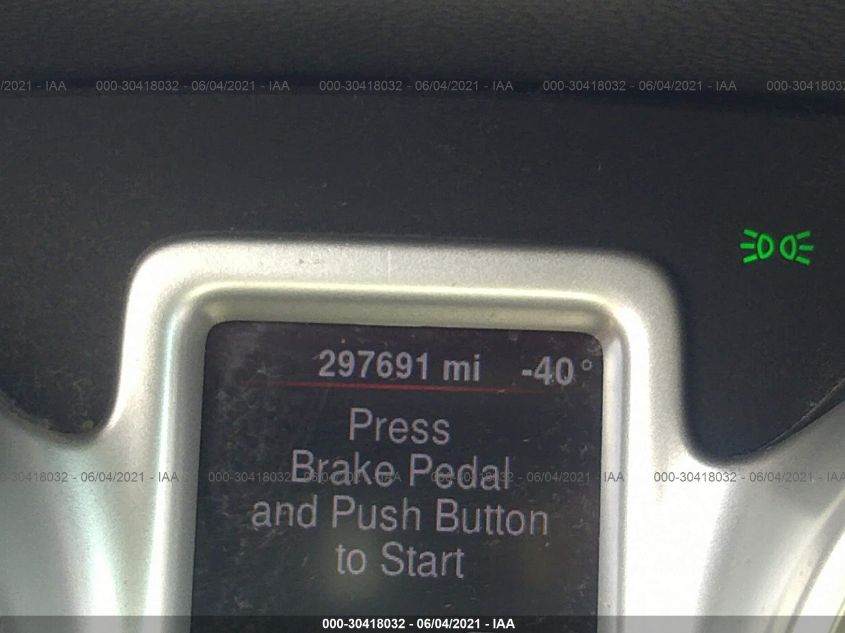 /2021 - IAA 000-30418032 - 06/04/2021 - IAA 000-30418032 - 06/04/2021 - IAA 000-30418032 - 06/04/2021 - IAA 000-30418032 - 0
297691 mi -40°
Press
Brake Pedal
00-30418032 - 06/04/2021 - IAA 000-30418032 - 06/04/2021 - IAA 000-30418032 - 06/04/2021 - IAA 000-30418032 - 06/04/2021 -
and Push Button
to Start
000-30418032 - 06/04/2021 - IAA